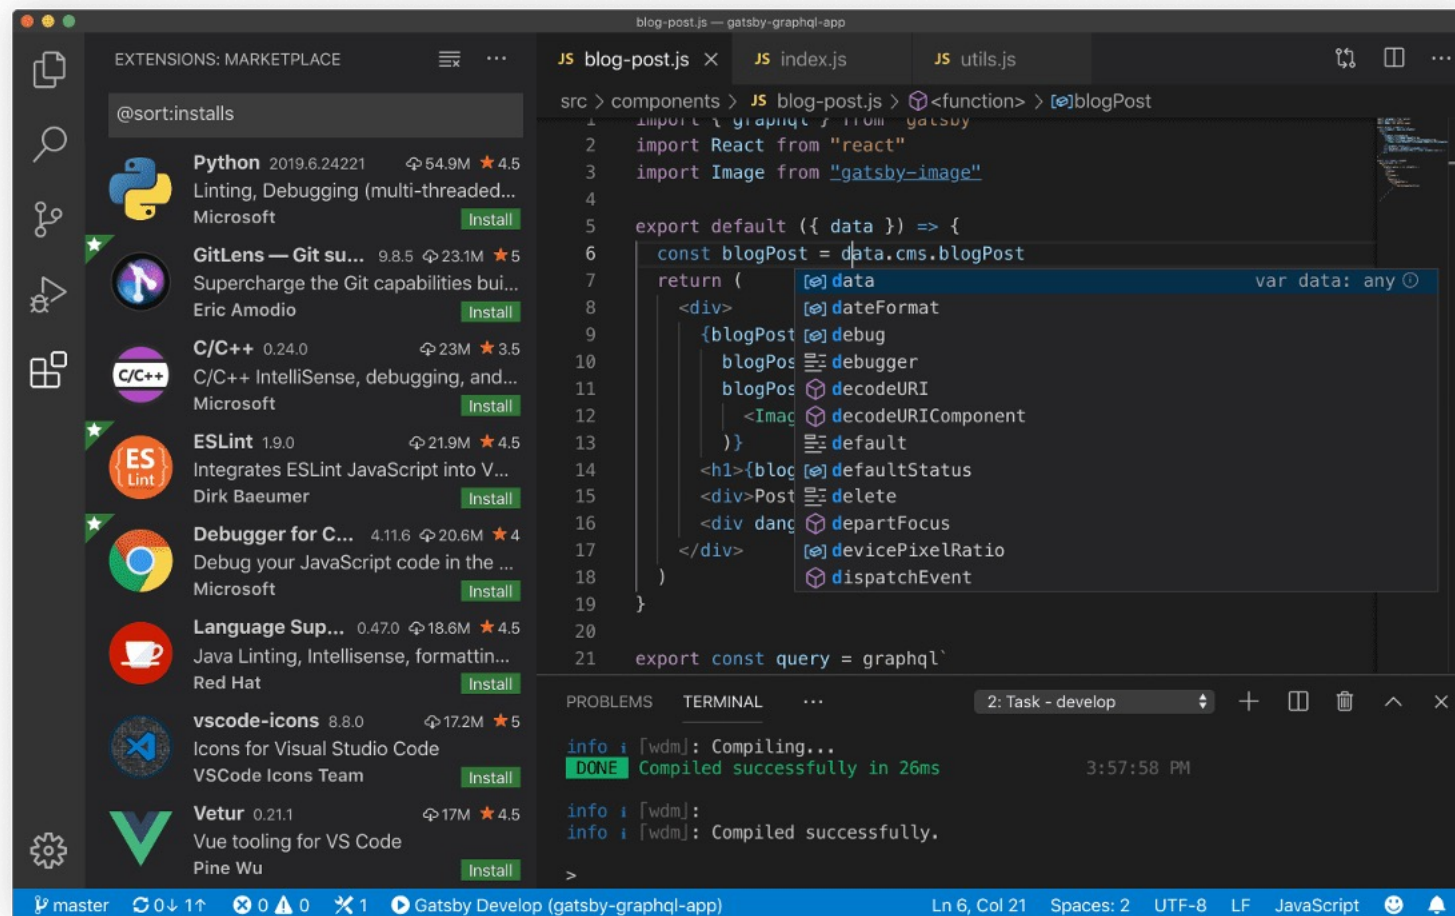 blog-post.js — gatsby-graphql-app
EXTENSIONS: MARKETPLACE
@sort:installs
Python 2019.6.24221 54.9M 4.5
Linting, Debugging (multi-threaded...
Microsoft Install
GitLens — Git su... 9.8.5 23.1M 5
Supercharge the Git capabilities bui...
Eric Amodio Install
C/C++
C/C++ 0.24.0 23M 3.5
C/C++ IntelliSense, debugging, and...
Microsoft Install
ES
Lint
ESLint 1.9.0 21.9M 4.5
Integrates ESLint JavaScript into V...
Dirk Baeumer Install
Debugger for C... 4.11.6 20.6M 4
Debug your JavaScript code in the ...
Microsoft Install
Language Sup... 0.47.0 18.6M 4.5
Java Linting, Intellisense, formattin...
Red Hat Install
vscode-icons 8.8.0 17.2M 5
Icons for Visual Studio Code
VSCode Icons Team Install
Vetur 0.21.1 17M 4.5
Vue tooling for VS Code
Pine Wu Install
JS blog-post.js × JS index.js JS utils.js
src > components > JS blog-post.js > <function> > blogPost
1 import { graphql } from "gatsby"
2 import React from "react"
3 import Image from "gatsby-image"
4
5 export default ({ data }) => {
6 const blogPost = data.cms.blogPost
7 return (
8 <div>
9 {blogPost
10 blogPos
11 blogPos
12 <Imag
13 )}
14 <h1>{blog
15 <div>Post
16 <div dang
17 </div>
18 )
19 }
20
21 export const query = graphql`
data var data: any
dateFormat
debug
debugger
decodeURI
decodeURIComponent
default
defaultStatus
delete
departFocus
devicePixelRatio
dispatchEvent
PROBLEMS TERMINAL ... 2: Task - develop
info i ｢wdm｣: Compiling...
DONE Compiled successfully in 26ms 3:57:58 PM
info i ｢wdm｣:
info i ｢wdm｣: Compiled successfully.
>
master 0↓ 1↑ 0 0 1 Gatsby Develop (gatsby-graphql-app) Ln 6, Col 21 Spaces: 2 UTF-8 LF JavaScript